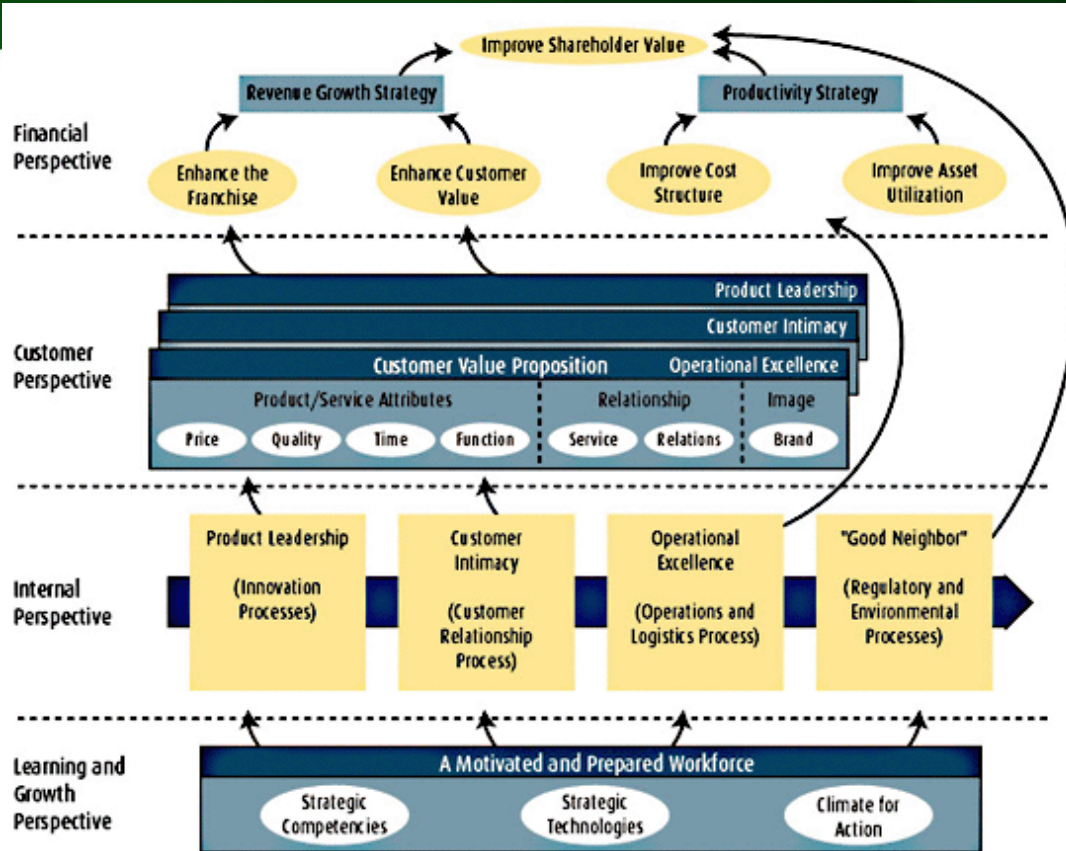 Improve Shareholder Value
Revenue Growth Strategy
Productivity Strategy
Financial
Perspective
Enhance the
Franchise
Enhance Customer
Value
Improve Cost
Structure
Improve Asset
Utilization
Product Leadership
Customer Intimacy
Customer
Perspective
Customer Value Proposition
Operational Excellence
Product/Service Attributes
Relationship
Image
Price
Quality
Time
Function
Service
Relations
Brand
Internal
Perspective
Product Leadership
(Innovation
Processes)
Customer
Intimacy
(Customer
Relationship
Process)
Operational
Excellence
(Operations and
Logistics Process)
"Good Neighbor"
(Regulatory and
Environmental
Processes)
Learning and
Growth
Perspective
A Motivated and Prepared Workforce
Strategic
Competencies
Strategic
Technologies
Climate for
Action